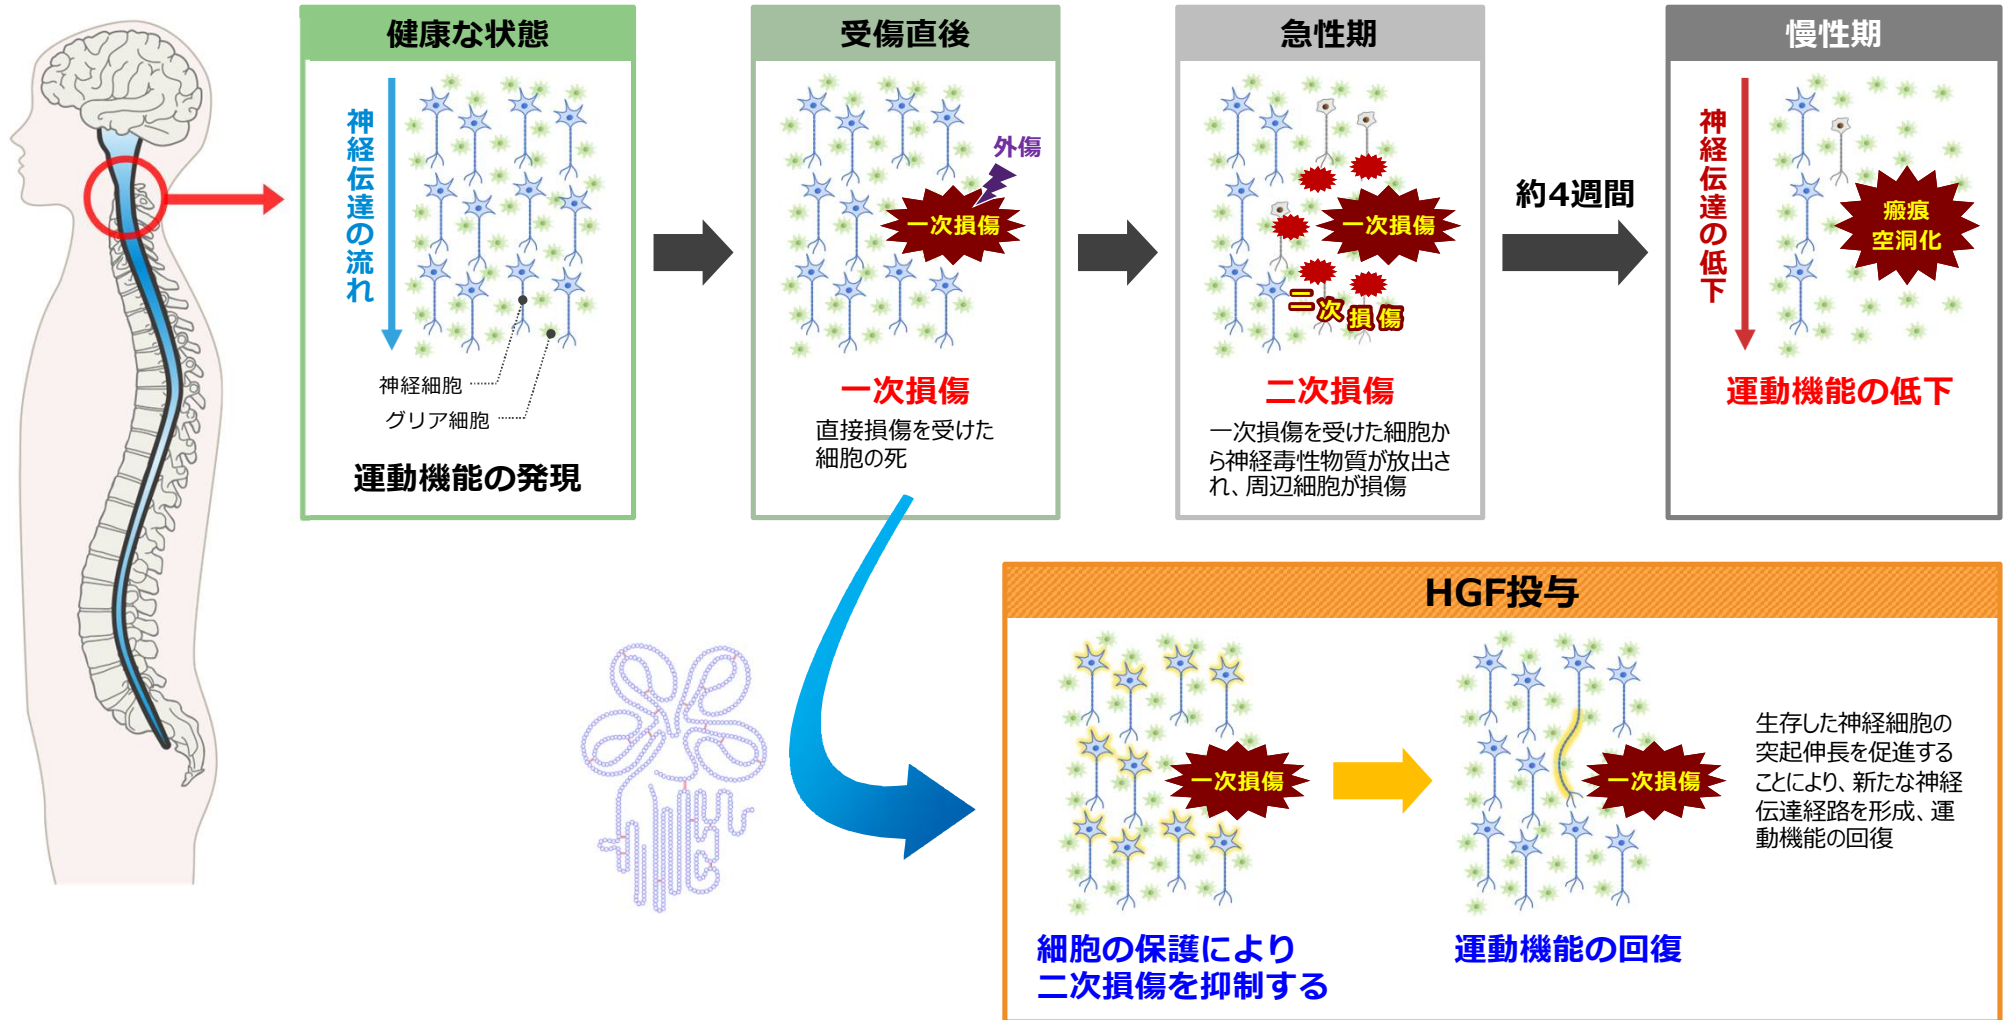 健康な状態
神経伝達の流れ
神経細胞
グリア細胞
運動機能の発現
受傷直後
外傷
一次損傷
一次損傷
直接損傷を受けた
細胞の死
急性期
一次損傷
二次損傷
二次損傷
一次損傷を受けた細胞か
ら神経毒性物質が放出さ
れ、周辺細胞が損傷
約4週間
慢性期
神経伝達の低下
瘢痕
空洞化
運動機能の低下
HGF投与
一次損傷
細胞の保護により
二次損傷を抑制する
一次損傷
運動機能の回復
生存した神経細胞の
突起伸長を促進する
ことにより、新たな神経
伝達経路を形成、運
動機能の回復